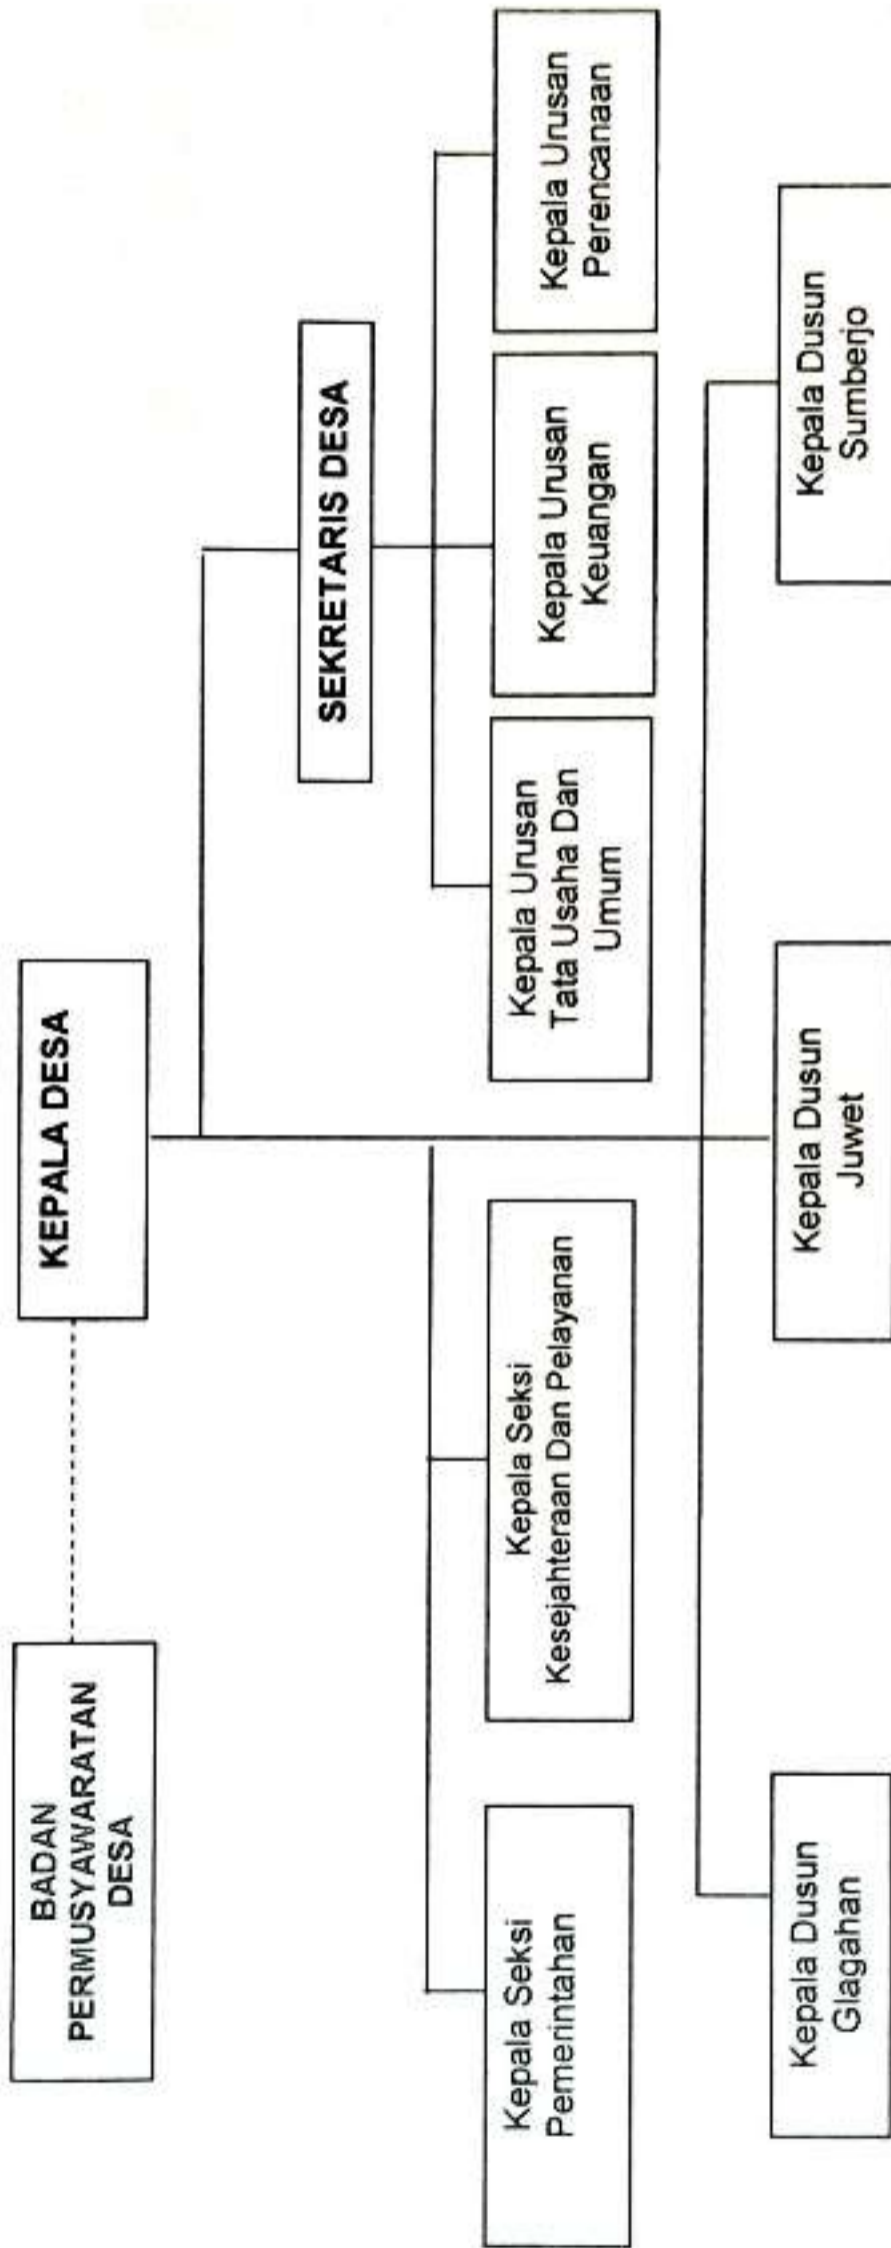 BADAN
PERMUSYAWARATAN
DESA
KEPALA DESA
SEKRETARIS DESA
Kepala Seksi
Pemerintahan
Kepala Seksi
Kesejahteraan Dan Pelayanan
Kepala Urusan
Tata Usaha Dan
Umum
Kepala Urusan
Keuangan
Kepala Urusan
Perencanaan
Kepala Dusun
Glagahan
Kepala Dusun
Juwet
Kepala Dusun
Sumberjo